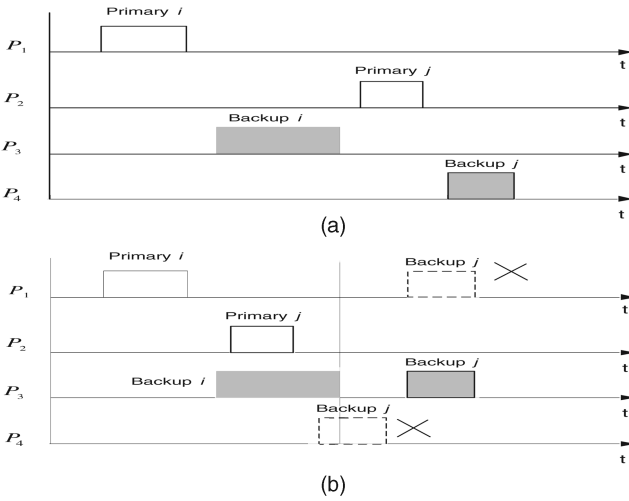 Primary i
P1
t
Primary j
P2
t
Backup i
P3
t
Backup j
P4
t
(a)
Primary i
Backup j
P1
t
Primary j
P2
t
Backup i
Backup j
P3
t
Backup j
P4
t
(b)